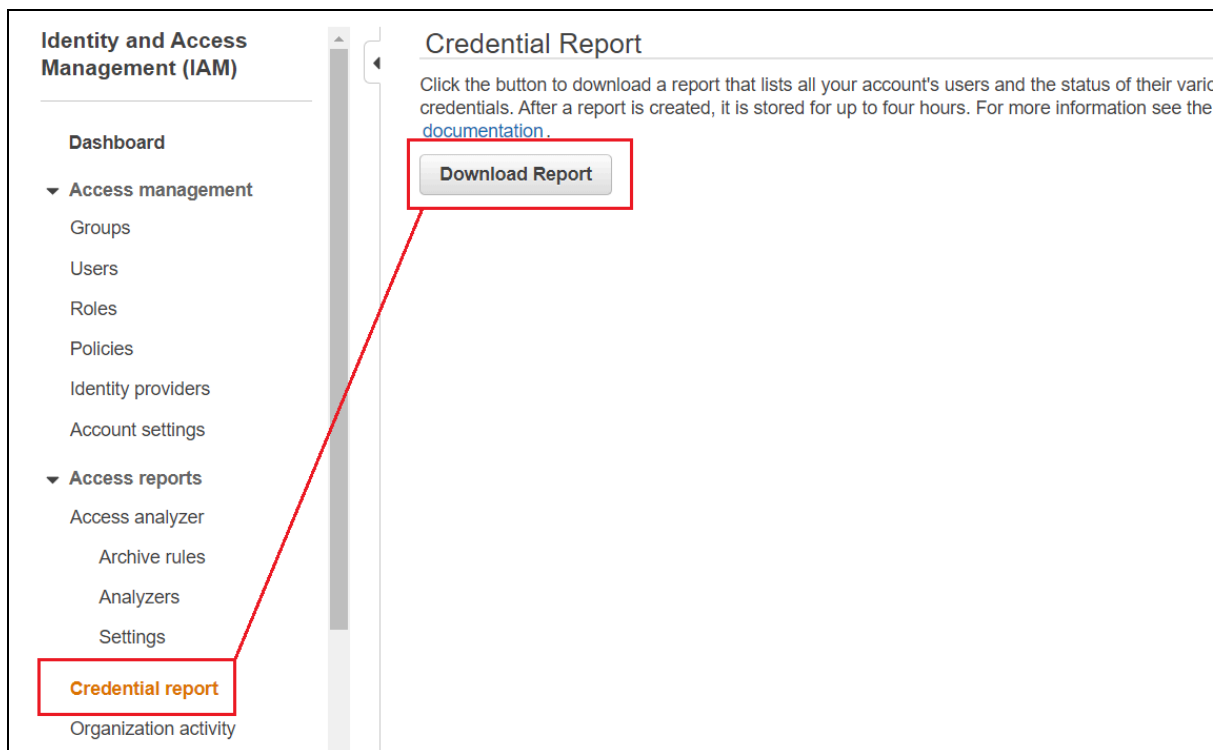 Identity and Access
Management (IAM)
Dashboard
Access management
Groups
Users
Roles
Policies
Identity providers
Account settings
Access reports
Access analyzer
Archive rules
Analyzers
Settings
Credential report
Organization activity
Credential Report
Click the button to download a report that lists all your account's users and the status of their vario
credentials. After a report is created, it is stored for up to four hours. For more information see the
documentation.
Download Report